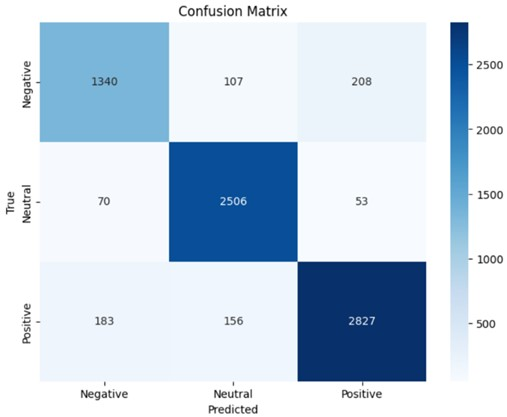 Confusion Matrix
Negative
1340
107
208
True
Neutral
70
2506
53
Positive
183
156
2827
Negative
Neutral
Positive
Predicted
2500
2000
1500
1000
500